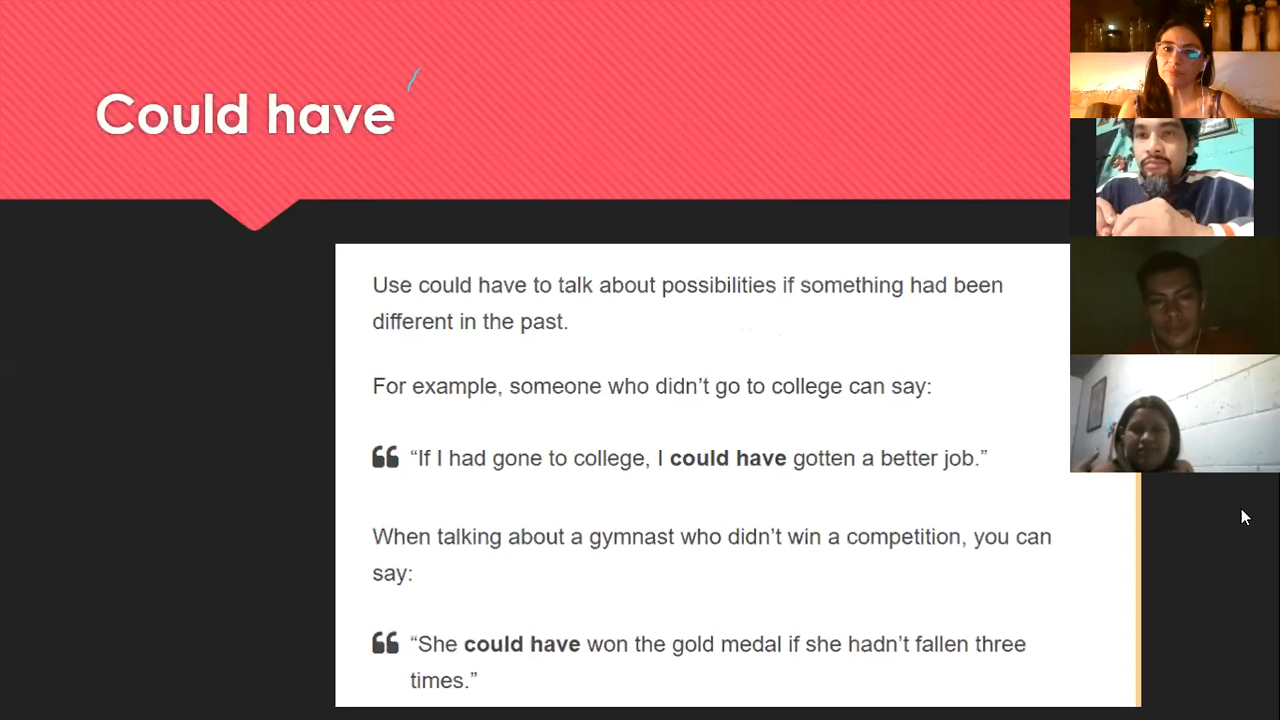 Could have
Use could have to talk about possibilities if something had been
different in the past.
For example, someone who didn’t go to college can say:
“If I had gone to college, I could have gotten a better job.”
When talking about a gymnast who didn’t win a competition, you can
say:
“She could have won the gold medal if she hadn’t fallen three
times.”